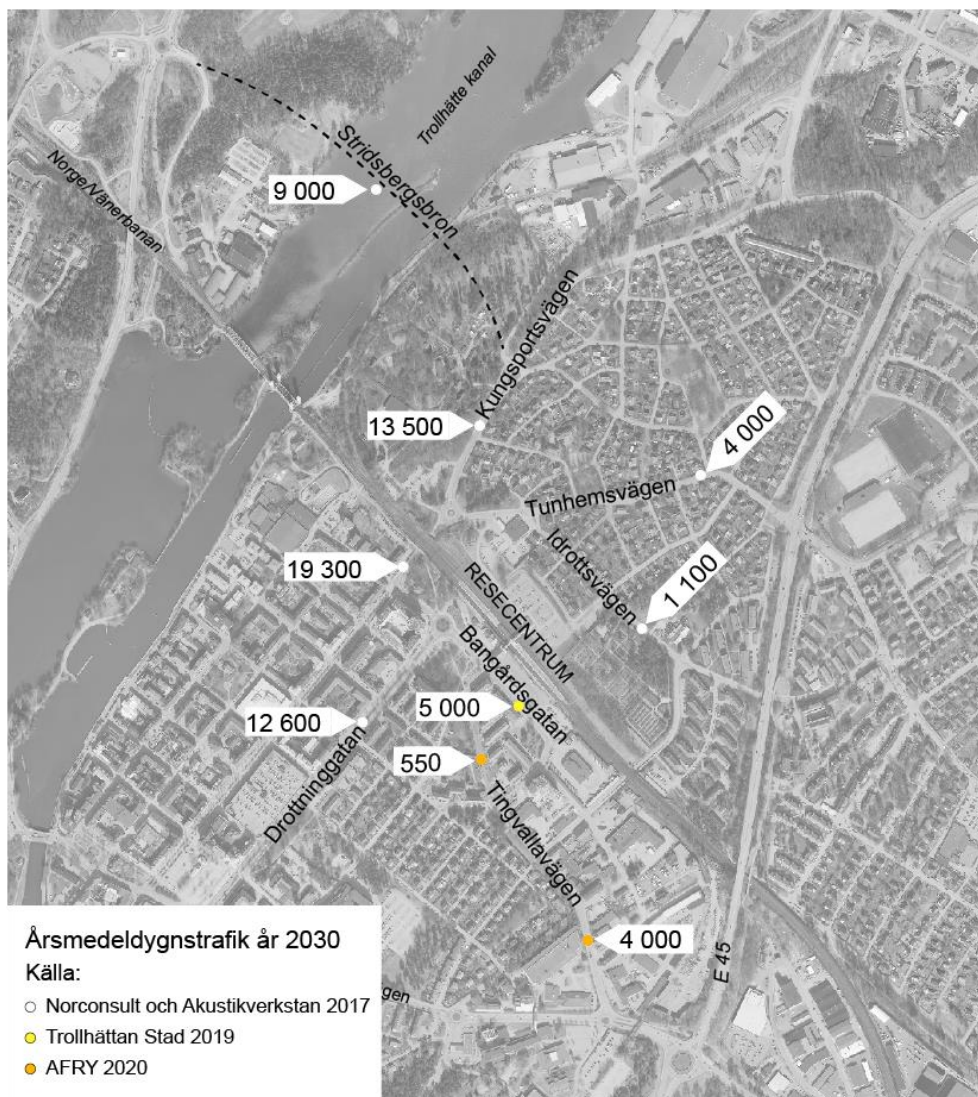 Trollhätte kanal
Stridsbergsbron
Norge/Vänerbanan
9 000
Kungsportsvägen
13 500
4 000
Tunhemsvägen
Idrottsvägen
19 300
1 100
RESECENTRUM
Bangårdsgatan
5 000
12 600
550
Drottninggatan
Tingvallavägen
4 000
E 45
gen
Årsmedeldygnstrafik år 2030
Källa:
Norconsult och Akustikverkstan 2017
Trollhättan Stad 2019
AFRY 2020